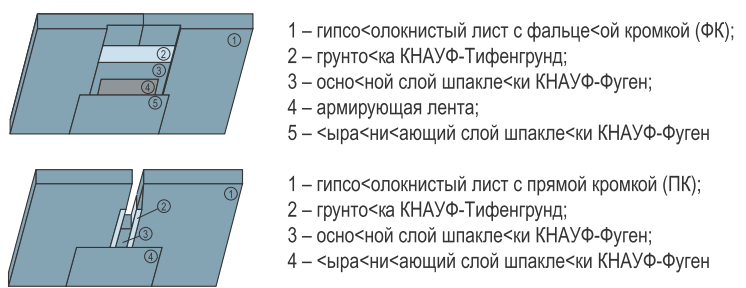 1 – гипсо<олокнистый лист с фальце<ой кромкой (ФК);
2 – грунто<ка КНАУФ-Тифенгрунд;
3 – осно<ной слой шпакле<ки КНАУФ-Фуген;
4 – армирующая лента;
5 – <ыра<ни<ающий слой шпакле<ки КНАУФ-Фуген
1
2
3
4
5
1 – гипсо<олокнистый лист с прямой кромкой (ПК);
2 – грунто<ка КНАУФ-Тифенгрунд;
3 – осно<ной слой шпакле<ки КНАУФ-Фуген;
4 – <ыра<ни<ающий слой шпакле<ки КНАУФ-Фуген
1
2
3
4